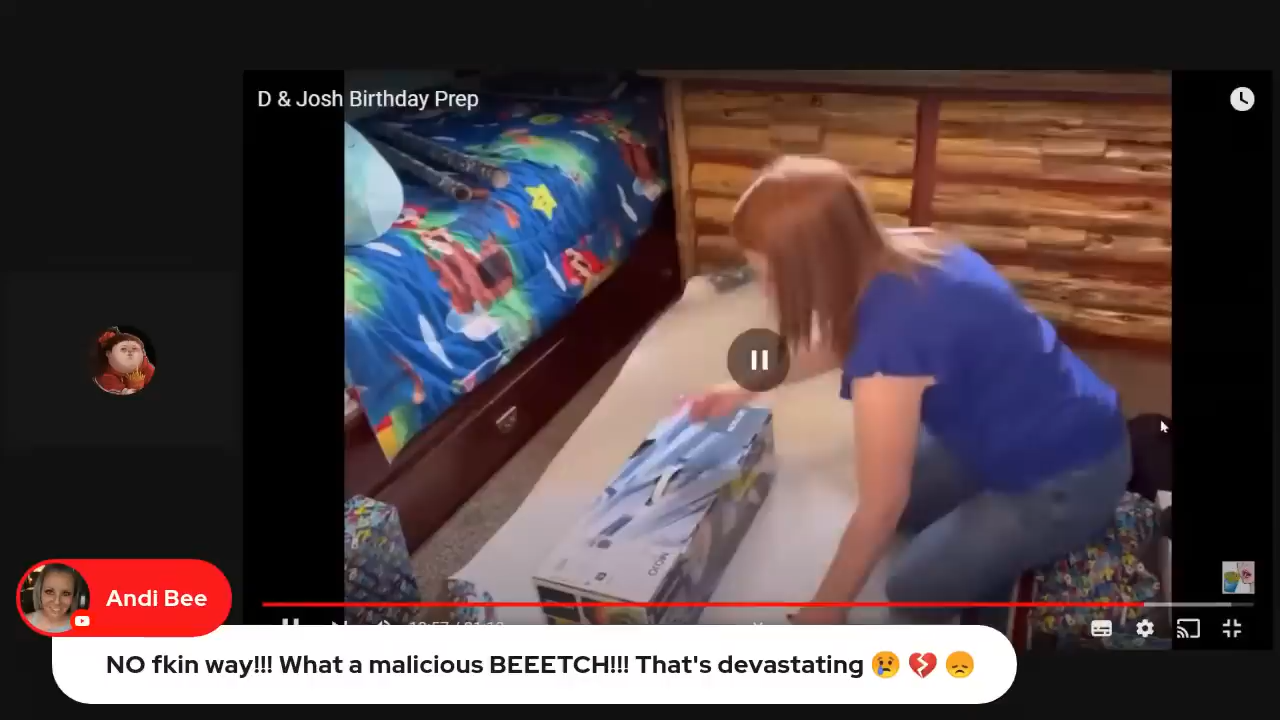 D & Josh Birthday Prep
Andi Bee
NO fkin way!!! What a malicious BEEETCH!!! That's devastating 😢 💔 😞